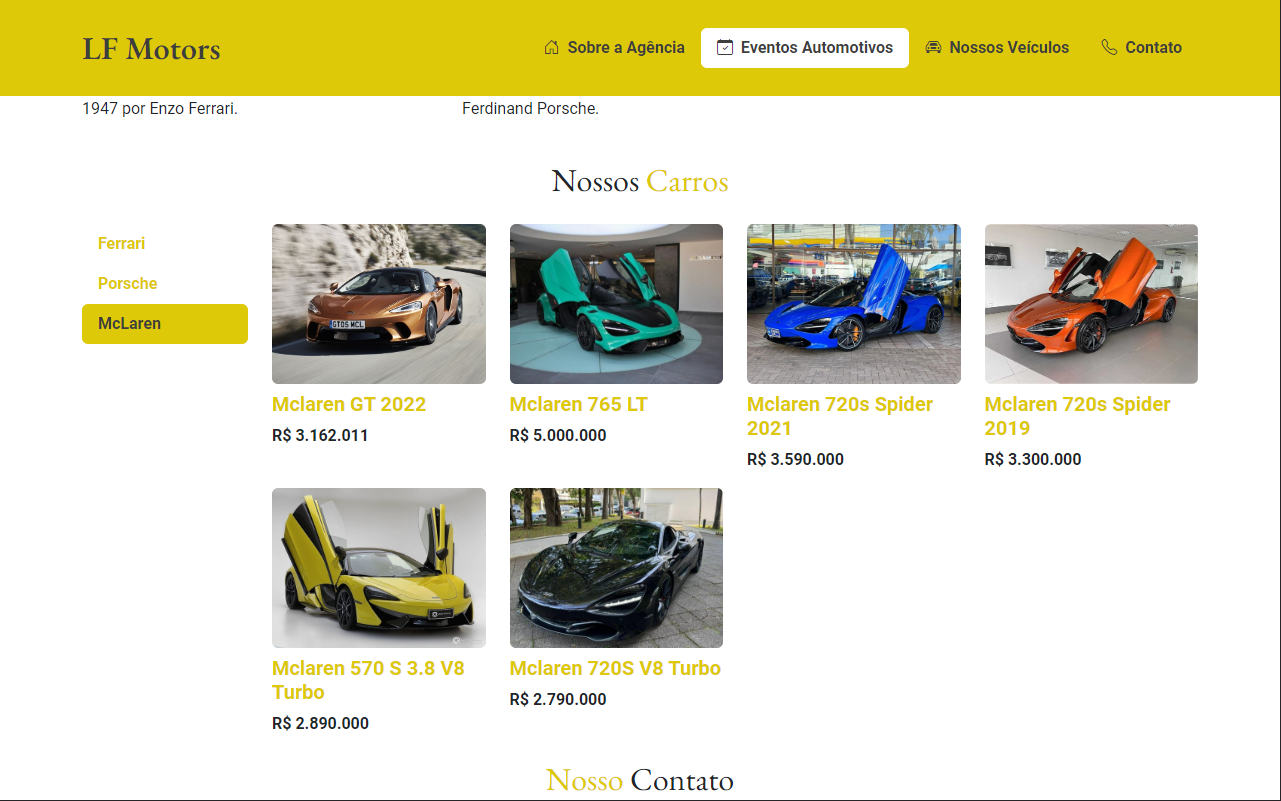 LF Motors
Sobre a Agência
Eventos Automotivos
Nossos Veículos
Contato
1947 por Enzo Ferrari.
Ferdinand Porsche.
Nossos Carros
Ferrari
Porsche
McLaren
GT05 MCL
Mclaren GT 2022
R$ 3.162.011
Mclaren 765 LT
R$ 5.000.000
Mclaren 720s Spider
2021
R$ 3.590.000
Mclaren 720s Spider
2019
R$ 3.300.000
Mclaren 570 S 3.8 V8
Turbo
R$ 2.890.000
Mclaren 720S V8 Turbo
R$ 2.790.000
Nosso Contato